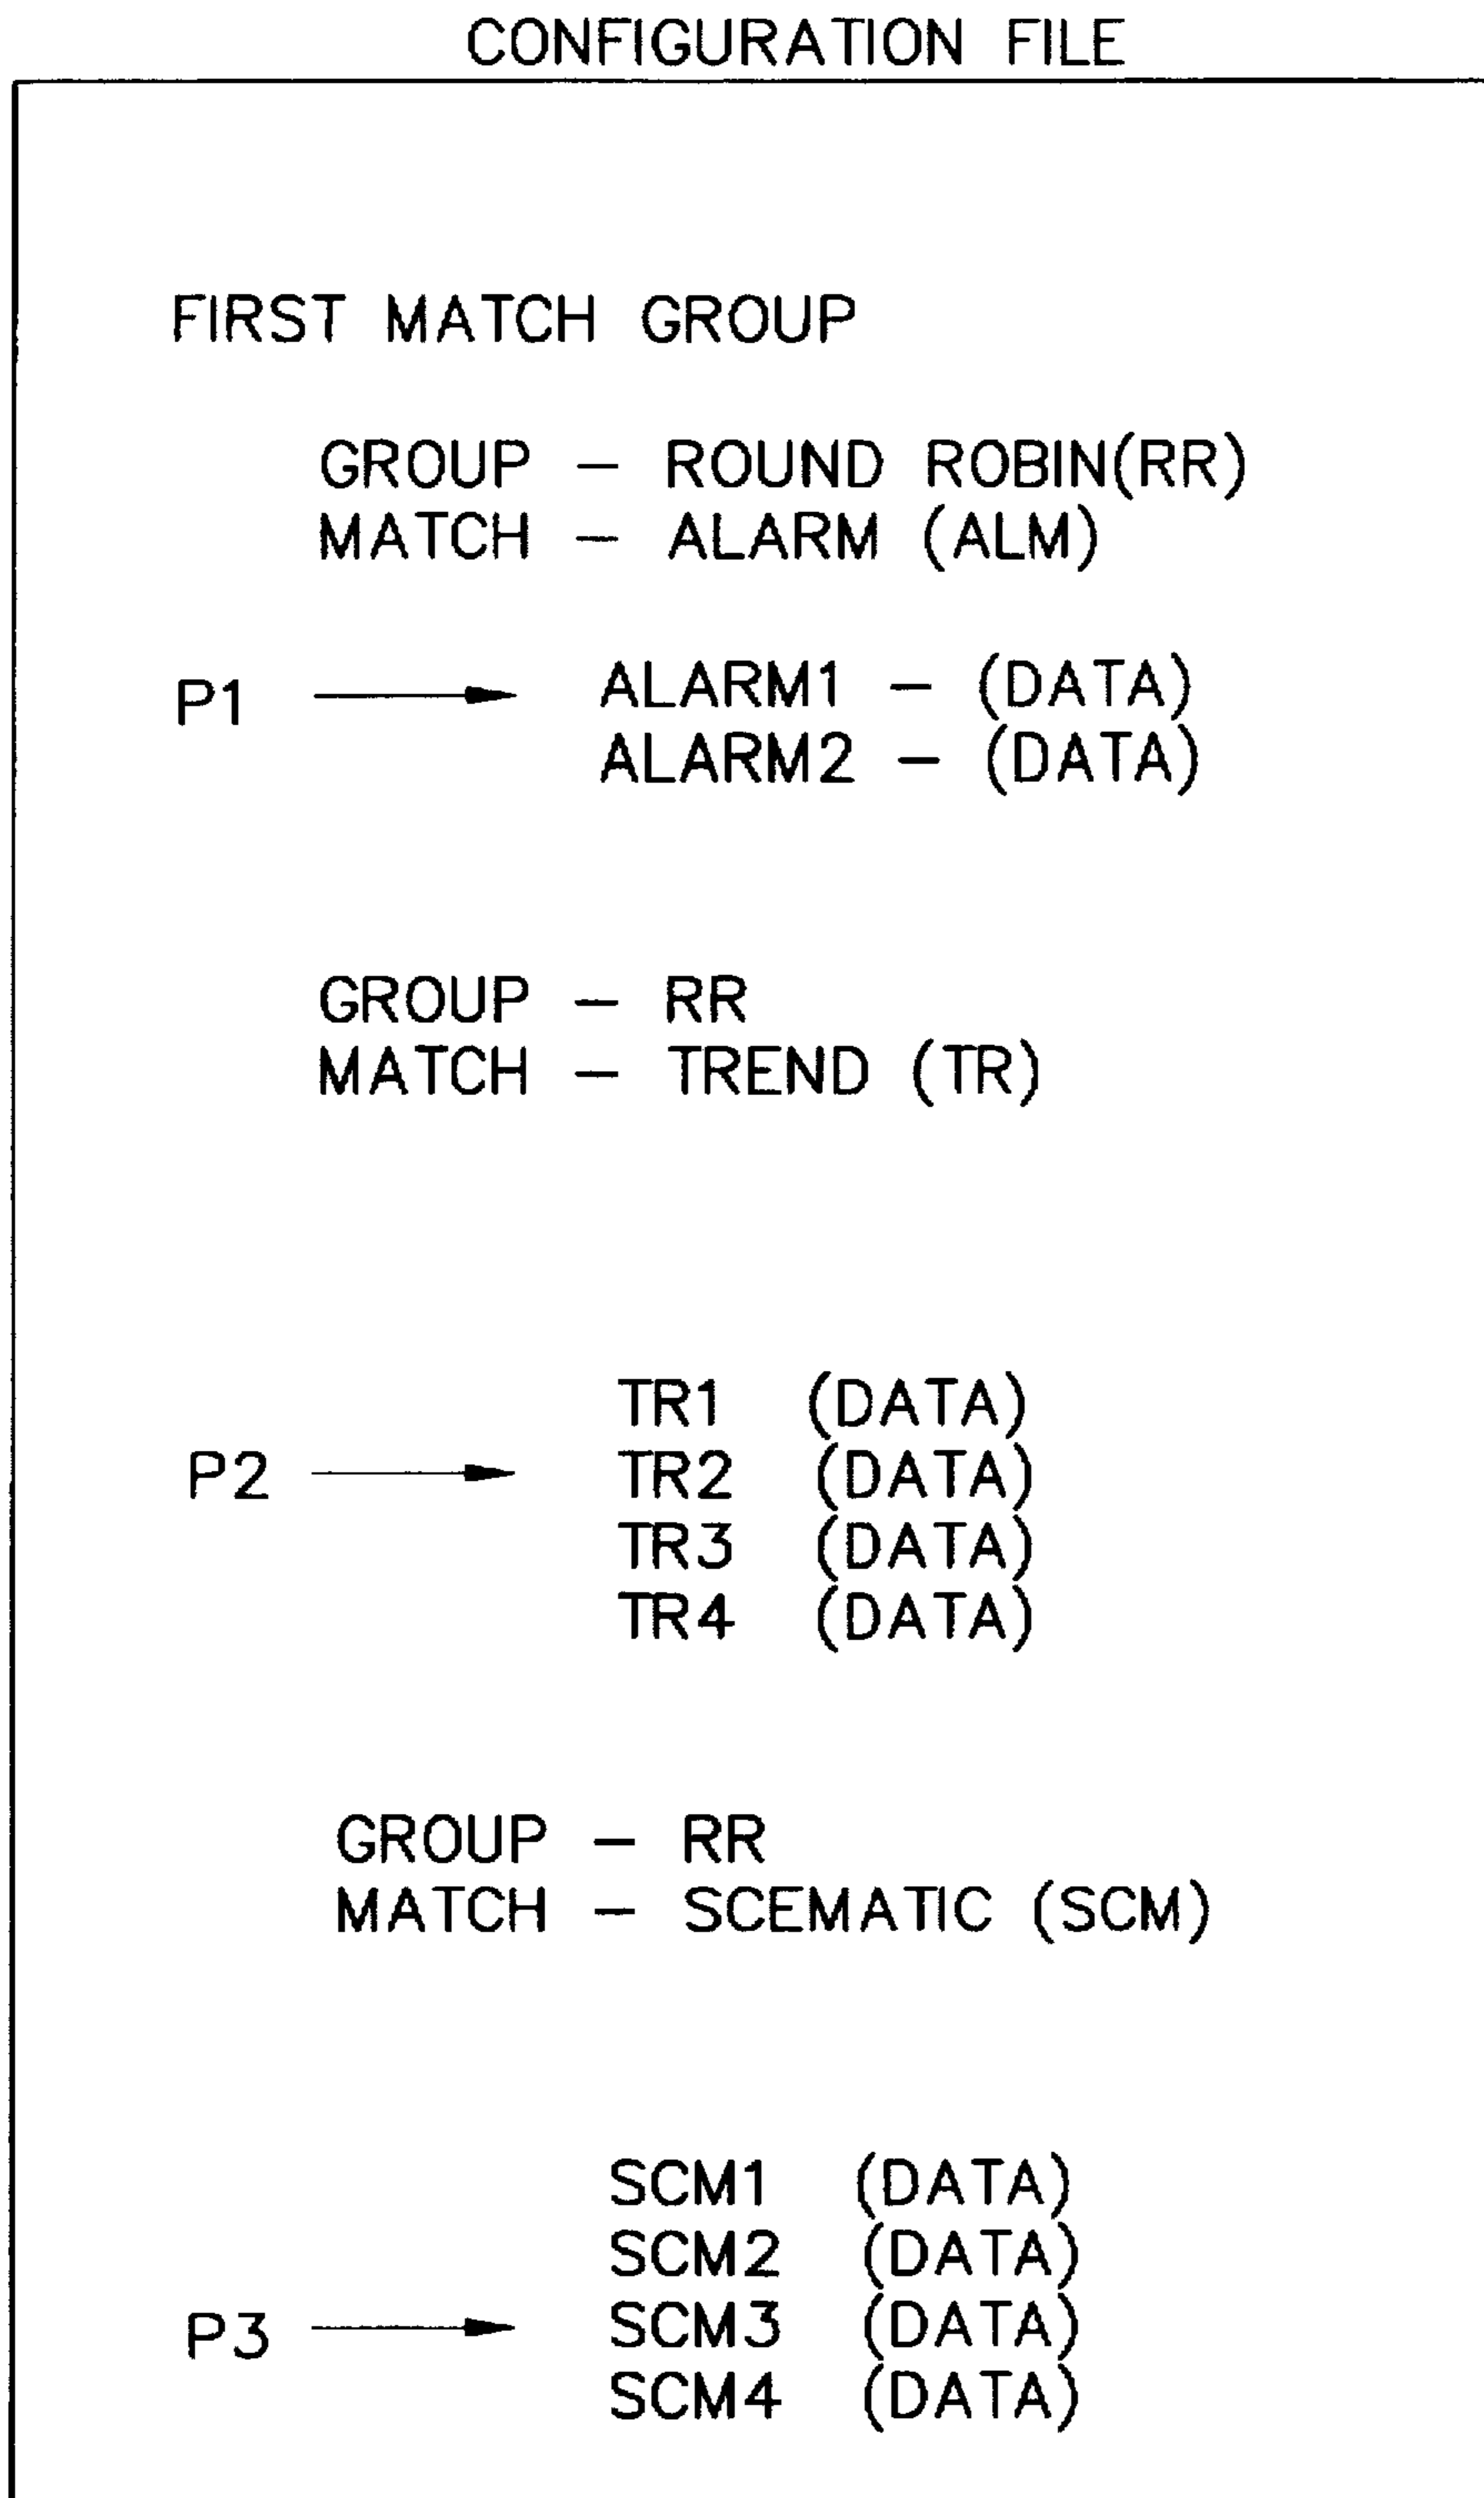 CONFIGURATION FILE
FIRST MATCH GROUP
GROUP - ROUND ROBIN(RR)
MATCH - ALARM (ALM)
P1 ALARM1 - (DATA)
ALARM2 - (DATA)
GROUP - RR
MATCH - TREND (TR)
TR1 (DATA)
P2 TR2 (DATA)
TR3 (DATA)
TR4 (DATA)
GROUP - RR
MATCH - SCEMATIC (SCM)
SCM1 (DATA)
SCM2 (DATA)
P3 SCM3 (DATA)
SCM4 (DATA)